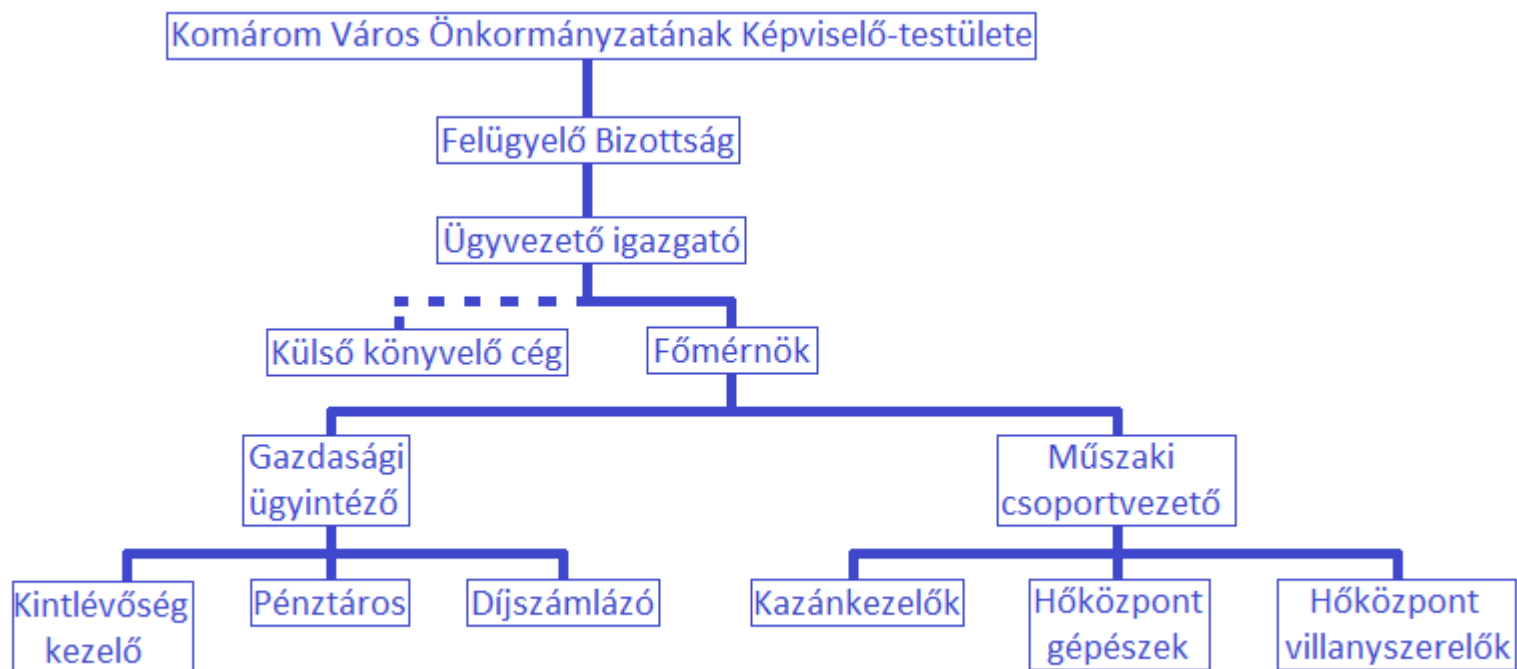 Komárom Város Önkormányzatának Képviselő-testülete
Felügyelő Bizottság
Ügyvezető igazgató
Külső könyvelő cég
Főmérnök
Gazdasági
ügyintéző
Műszaki
csoportvezető
Kintlévőség
kezelő
Pénztáros
Díjszámlázó
Kazánkezelők
Hőközpont
gépészek
Hőközpont
villanyszerelők